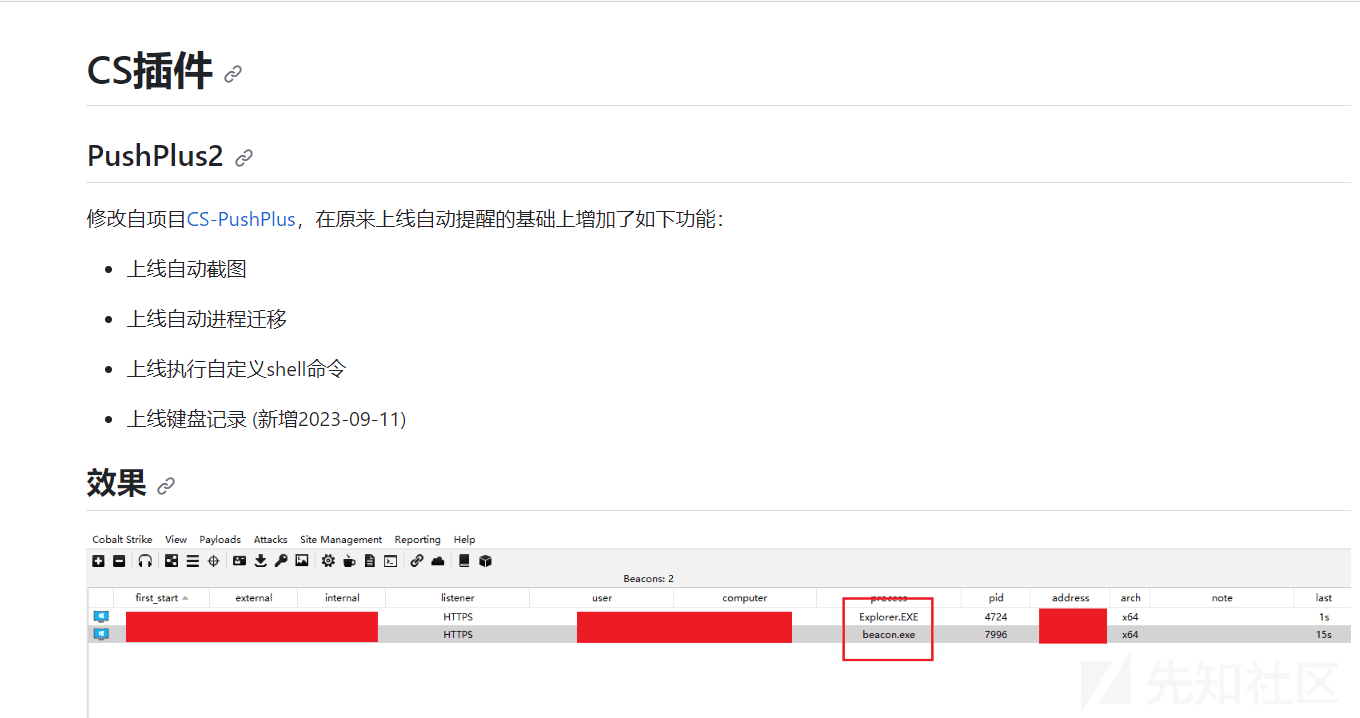 CS插件
PushPlus2
修改自项目CS-PushPlus，在原来上线自动提醒的基础上增加了如下功能：
上线自动截图
上线自动进程迁移
上线执行自定义shell命令
上线键盘记录 (新增2023-09-11)
效果
Cobalt Strike View Payloads Attacks Site Management Reporting Help
Beacons: 2
first_start external internal listener user computer process pid address arch note last
HTTPS Explorer.EXE 4724 x64 1s
HTTPS beacon.exe 7996 x64 15s
先知社区